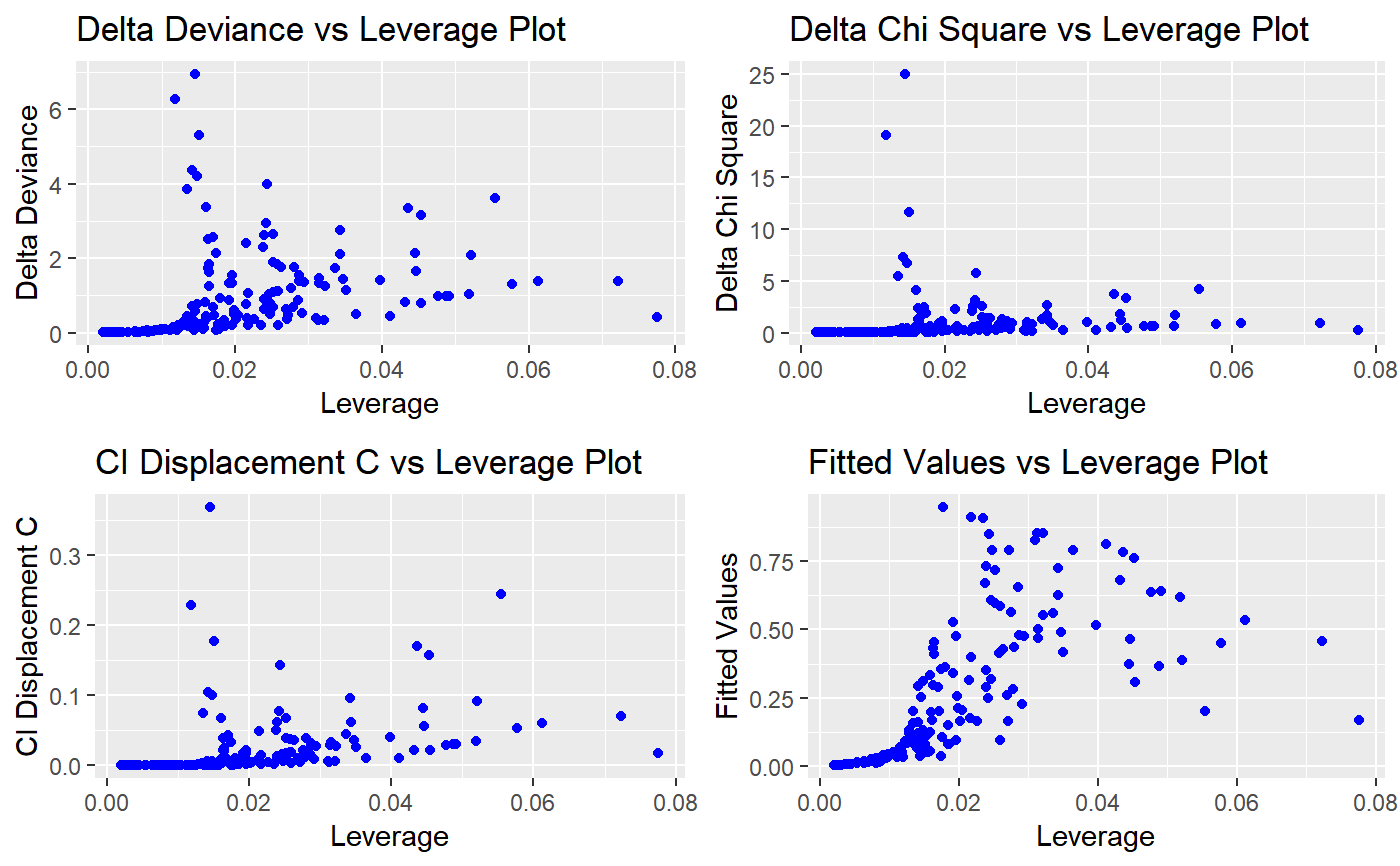 Delta Deviance vs Leverage Plot
Delta Deviance
6
4
2
0
0.00 0.02 0.04 0.06 0.08
Leverage
Delta Chi Square vs Leverage Plot
Delta Chi Square
25
20
15
10
5
0
0.00 0.02 0.04 0.06 0.08
Leverage
CI Displacement C vs Leverage Plot
CI Displacement C
0.3
0.2
0.1
0.0
0.00 0.02 0.04 0.06 0.08
Leverage
Fitted Values vs Leverage Plot
Fitted Values
0.75
0.50
0.25
0.00
0.00 0.02 0.04 0.06 0.08
Leverage